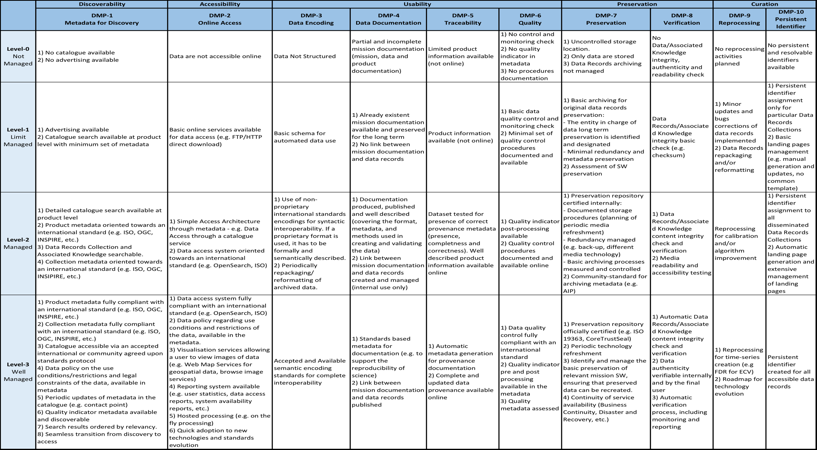 Discoverability
Accessibility
Usability
Preservation
Curation
DMP-1
Metadata for Discovery
DMP-2
Online Access
DMP-3
Data Encoding
DMP-4
Data Documentation
DMP-5
Traceability
DMP-6
Quality
DMP-7
Preservation
DMP-8
Verification
DMP-9
Reprocessing
DMP-10
Persistent
Identifier
Level-0
Not
Managed
1) No catalogue available
2) No advertising available
Data are not accessible online
Data Not Structured
Partial and incomplete
mission documentation
(mission, data and
product
documentation)
Limited product
information available
(not online)
1) No control and
monitoring check
2) No quality
indicator in
metadata
3) No procedures
documentation
1) Uncontrolled storage
location.
2) Only data are stored
3) Data Records archiving
not managed
No
Data/Associated
Knowledge
integrity,
authenticity and
readability check
No reprocessing
activities
planned
No persistent
and resolvable
identifiers
available
Level-1
Limit
Managed
1) Advertising available
2) Catalogue search available at product
level with minimum set of metadata
Basic online services available
for data access (e.g. FTP/HTTP
direct download)
Basic schema for
automated data use
1) Already existent
mission documentation
available and preserved
for the long term
2) No link between
mission documentation
and data records
Product information
available (not online)
1) Basic data
quality control and
monitoring check
2) Minimal set of
quality control
procedures
documented and
available
1) Basic archiving for
original data records
preservation:
- The entity in charge of
data long term
preservation is identified
and designated
- Minimal redundancy and
metadata preservation
2) Assessment of SW
preservation
Data
Records/Associate
d Knowledge
integrity basic
check (e.g.
checksum)
1) Minor
updates and
bugs
corrections of
data records
implemented
2) Data Records
repackaging
and/or
reformatting
1) Persistent
identifier
assignment
only for
particular Data
Records
Collections
2) Basic
landing pages
management
(e.g. manual
generation and
updates, no
common
template)
Level-2
Managed
1) Detailed catalogue search available at
product level
2) Product metadata oriented towards an
international standard (e.g. ISO, OGC,
INSPIRE, etc.)
3) Data Records Collection and
Associated Knowledge searchable.
4) Collection metadata oriented towards
an international standard (e.g. ISO, OGC,
INSIPIRE, etc.)
1) Simple Access Architecture
through metadata - e.g. Data
Access through a catalogue
service
2) Data access system oriented
towards an international
standard (e.g. OpenSearch, ISO)
1) Use of non-
proprietary
international standards
encodings for syntactic
interoperability. If a
proprietary format is
used, it has to be
formally and
semantically described.
2) Periodically
repackaging/
reformatting of
archived data.
1) Documentation
produced, published
and well described
(covering the format,
metadata, and
methods used in
creating and validating
the data)
2) Link between
mission documentation
and data records
created and managed
(internal use only)
Dataset tested for
presence of correct
provenance metadata
(presence,
completeness and
correctness). Well
described product
information available
online
1) Quality indicator
post-processing
available
2) Quality control
procedures
documented and
available online
1) Preservation repository
certified internally:
- Documented storage
procedures (planning of
periodic media
refreshment)
- Redundancy managed
(e.g. back-up, different
media technology)
- Basic archiving processes
measured and controlled
2) Community-standard for
archiving metadata (e.g.
AIP)
1) Data
Records/Associate
d Knowledge
content integrity
check and
verification
2) Media
readability and
accessibility testing
Reprocessing
for calibration
and/or
algorithm
improvement
1) Persistent
identifier
assignment to
all
disseminated
Data Records
Collections
2) Automatic
landing page
generation and
extensive
management
of landing
pages
Level-3
Well
Managed
1) Product metadata fully compliant with
an international standard (e.g. ISO, OGC,
INSPIRE, etc.)
2) Collection metadata fully compliant
with an international standard (e.g. ISO,
OGC, INSPIRE, etc.)
3) Catalogue accessible via an accepted
international or community agreed upon
standards protocol
4) Data policy on the use
conditions/restrictions and legal
constraints of the data, available in
metadata
5) Periodic updates of metadata in the
catalogue (e.g. contact point)
6) Quality indicator metadata available
and discoverable
7) Search results ordered by relevancy.
8) Seamless transition from discovery to
access
1) Data access system fully
compliant with an international
standard (e.g. OpenSearch, ISO)
2) Data policy regarding use
conditions and restrictions of
the data, available in the
metadata.
3) Visualisation services allowing
a user to view images of data
(e.g. Web Map Services for
geospatial data, browse image
services)
4) Reporting system available
(e.g. user statistics, data access
reports, system availability
reports, etc.)
5) Hosted processing (e.g. on the
fly processing)
6) Quick adoption to new
technologies and standards
evolution
Accepted and Available
semantic encoding
standards for complete
interoperability
1) Standards based
metadata for
documentation (e.g. to
support the
reproducibility of
science)
2) Link between
mission documentation
and data records
published
1) Automatic
metadata generation
for provenance
documentation
2) Complete and
updated data
provenance available
online
1) Data quality
control fully
compliant with an
international
standard
2) Quality indicator
pre and post
processing available
in the metadata
3) Quality
metadata assessed
1) Preservation repository
officially certified (e.g. ISO
19363, CoreTrustSeal)
2) Periodic technology
refreshment
3) Identify and manage the
basic preservation of
relevant mission SW,
ensuring that preserved
data can be recreated.
4) Continuity of service
availability (Business
Continuity, Disaster and
Recovery, etc.)
1) Automatic Data
Records/Associate
d Knowledge
content integrity
check and
verification
2) Data
authenticity
verifiable internally
and by the final
user
3) Automatic
verification
process, including
monitoring and
reporting
1) Reprocessing
for time-series
creation (e.g
FDR for ECV)
2) Roadmap for
technology
evolution
Persistent
identifier
created for all
accessible data
records